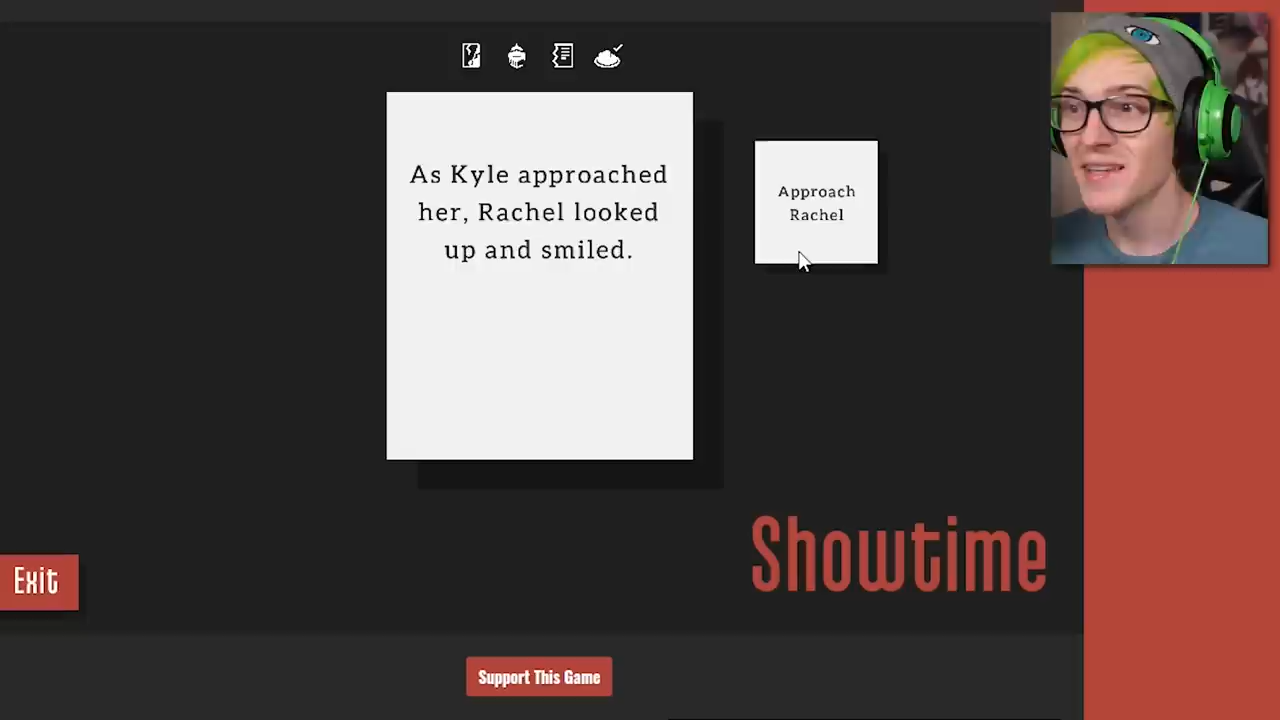 As Kyle approached
her, Rachel looked
up and smiled.
Approach
Rachel
Showtime
Exit
Support This Game